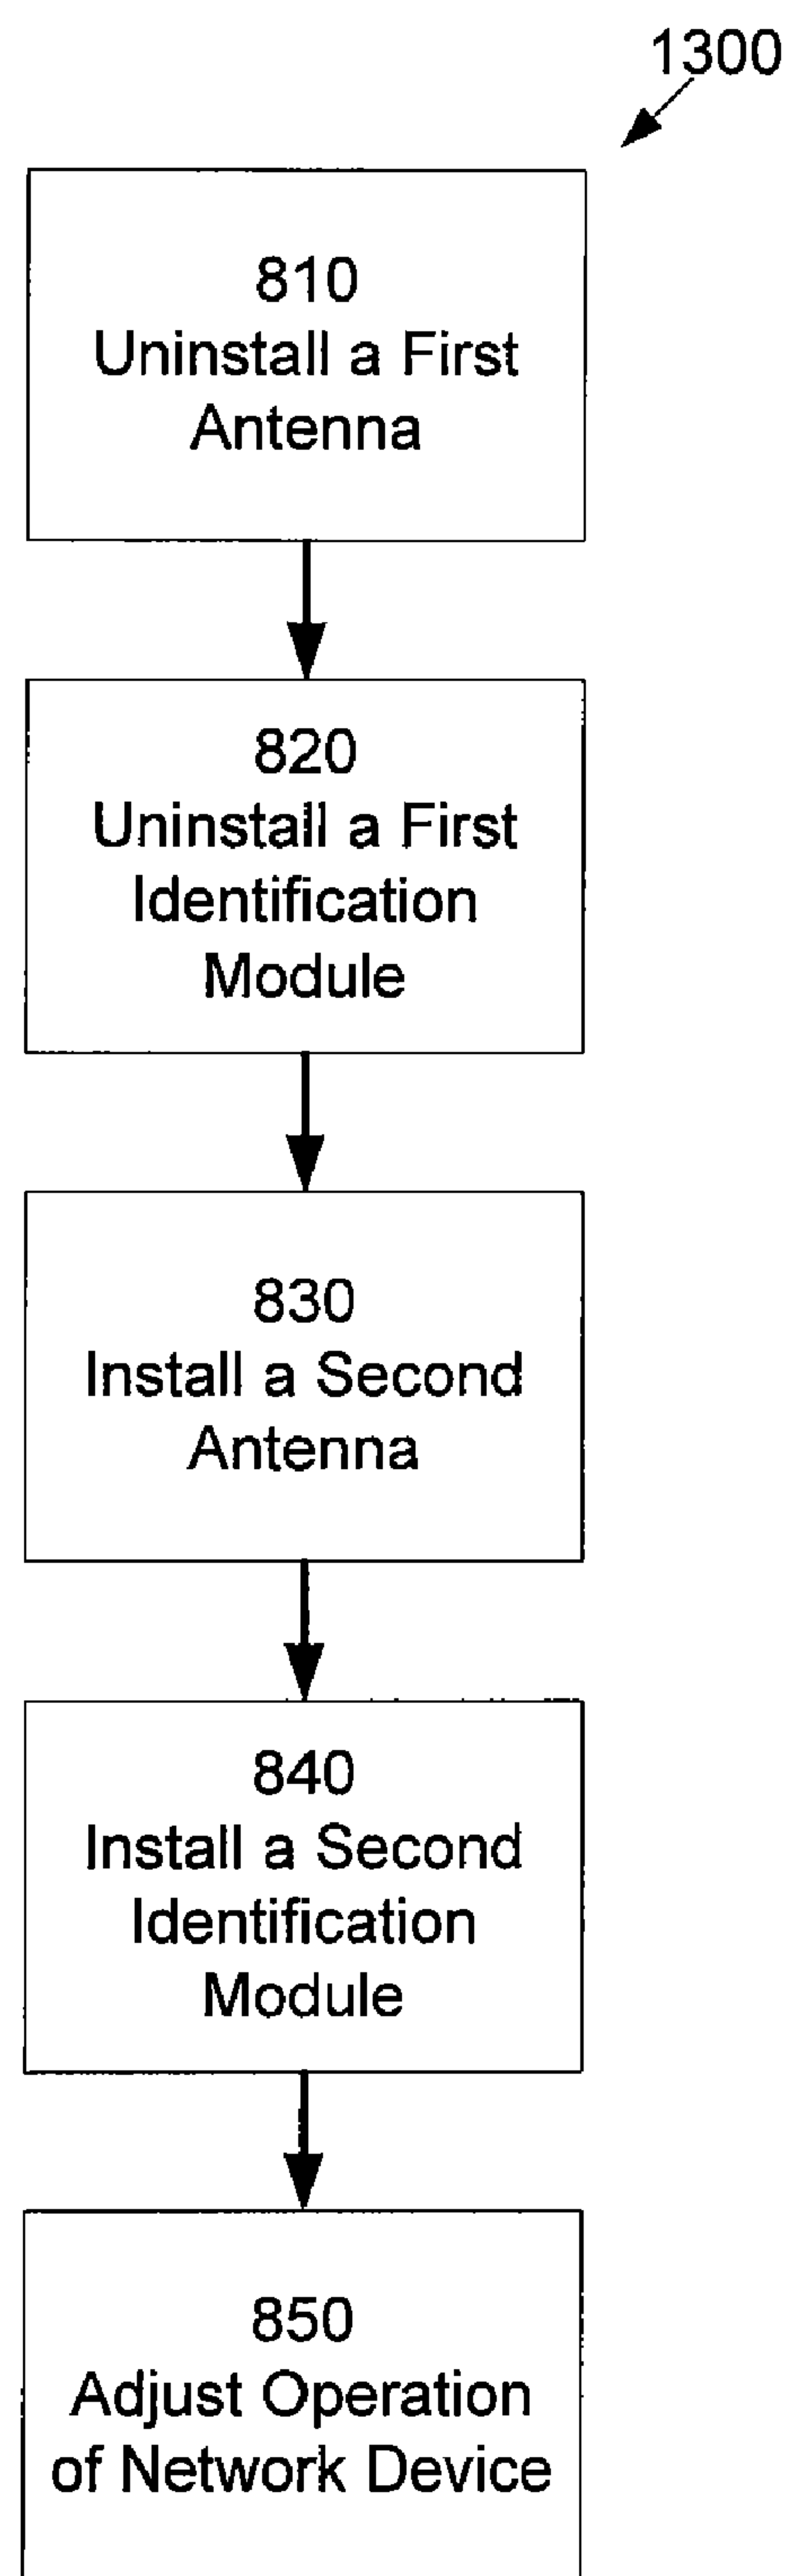 1300
810
Uninstall a First
Antenna
820
Uninstall a First
Identification
Module
830
Install a Second
Antenna
840
Install a Second
Identification
Module
850
Adjust Operation
of Network Device